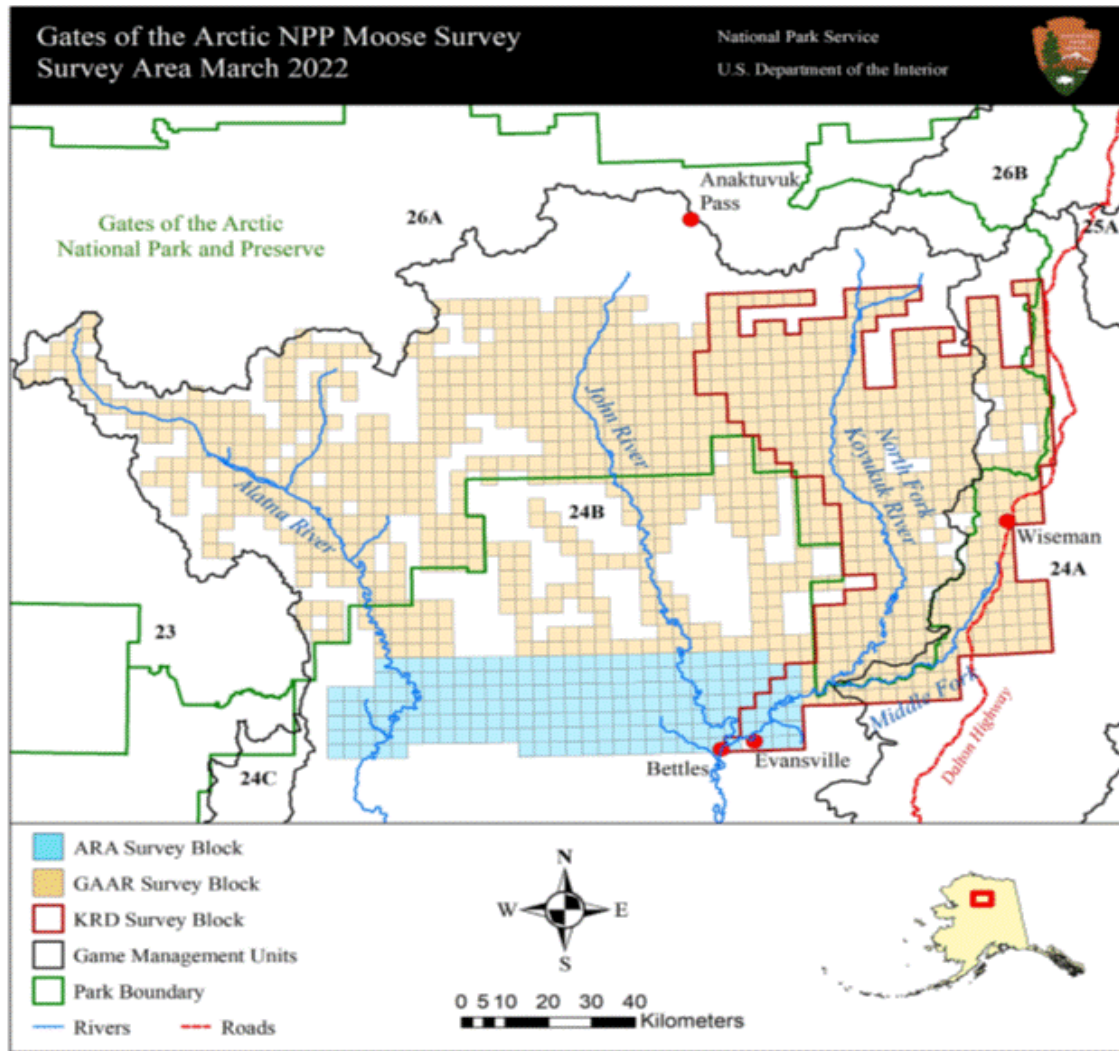 Gates of the Arctic NPP Moose Survey
Survey Area March 2022
National Park Service
U.S. Department of the Interior
26B
Anaktuvuk
Pass
26A
25A
Gates of the Arctic
National Park and Preserve
John River
North Fork
Koyukuk River
Alatna River
24B
Wiseman
24A
23
Middle Fork
Dalton Highway
Bettles
Evansville
24C
ARA Survey Block
GAAR Survey Block
KRD Survey Block
Game Management Units
Park Boundary
Rivers
Roads
N
W
E
S
0 5 10 20 30 40
Kilometers